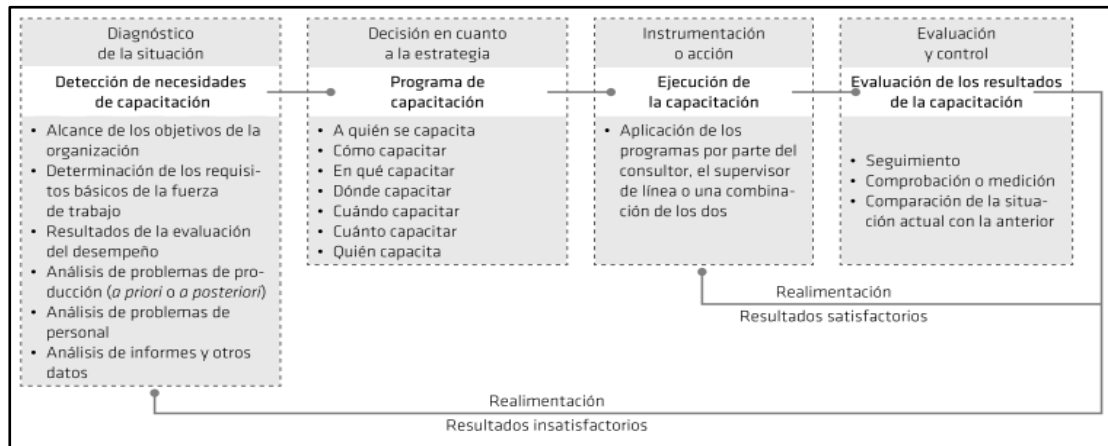 Diagnóstico
de la situación
Detección de necesidades
de capacitación
• Alcance de los objetivos de la
organización
• Determinación de los requisi-
tos básicos de la fuerza
de trabajo
• Resultados de la evaluación
del desempeño
• Análisis de problemas de pro-
ducción (a priori o a posteriori)
• Análisis de problemas de
personal
• Análisis de informes y otros
datos
Decisión en cuanto
a la estrategia
Programa de
capacitación
• A quién se capacita
• Cómo capacitar
• En qué capacitar
• Dónde capacitar
• Cuándo capacitar
• Cuánto capacitar
• Quién capacita
Instrumentación
o acción
Ejecución de
la capacitación
• Aplicación de los
programas por parte del
consultor, el supervisor
de línea o una combina-
ción de los dos
Evaluación
y control
Evaluación de los resultados
de la capacitación
• Seguimiento
• Comprobación o medición
• Comparación de la situa-
ción actual con la anterior
Realimentación
Resultados satisfactorios
Realimentación
Resultados insatisfactorios